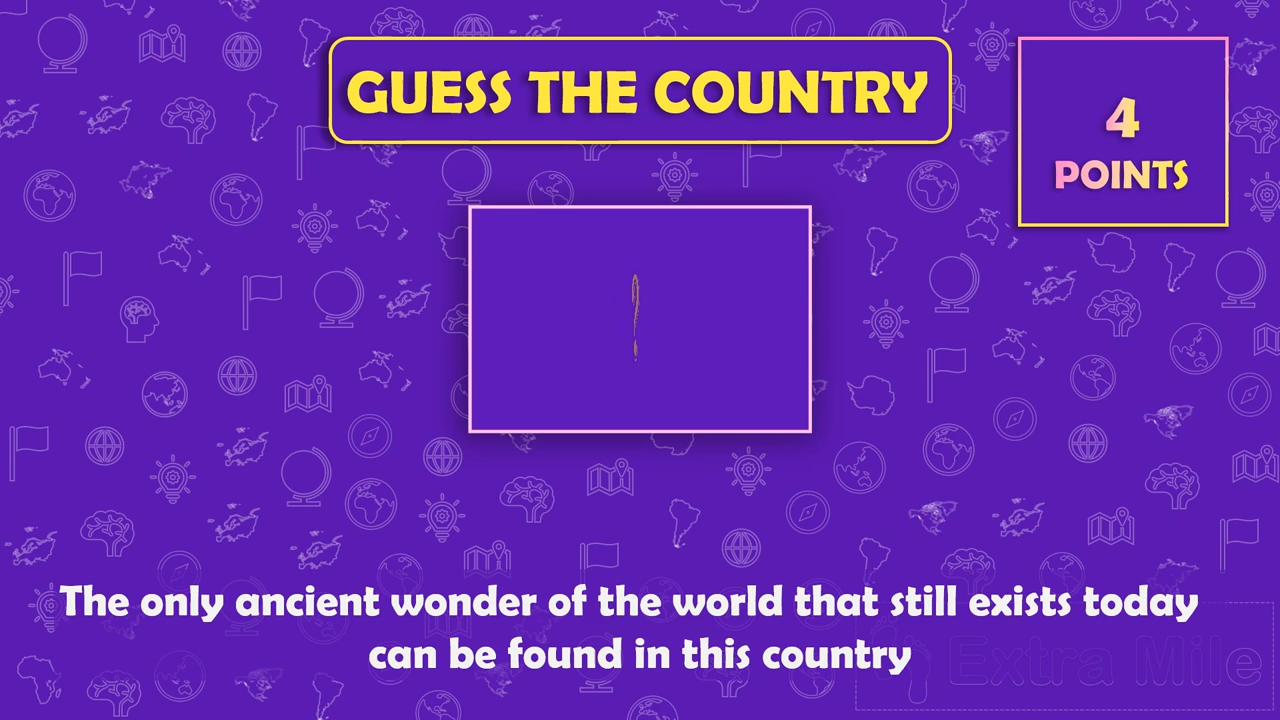 GUESS THE COUNTRY
4
POINTS
The only ancient wonder of the world that still exists today
can be found in this country
Extra Mile